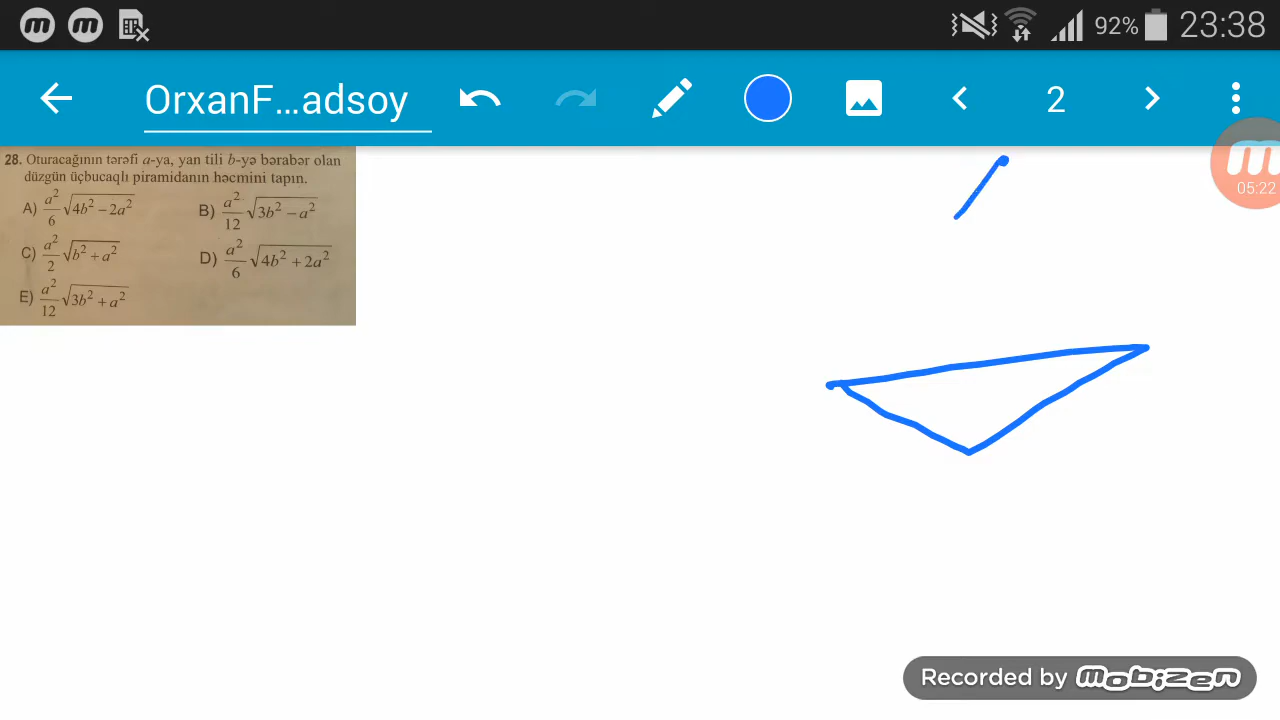 92% 23:38
OrxanF...adsoy 2
05:22
28. Oturacağının tərəfi a-ya, yan tili b-yə bərabər olan
düzgün üçbucaqlı piramidanın həcmini tapın.
A) a²/6 √(4b² − 2a²) B) a²/12 √(3b² − a²)
C) a²/2 √(b² + a²) D) a²/6 √(4b² + 2a²)
E) a²/12 √(3b² + a²)
Recorded by mobizen